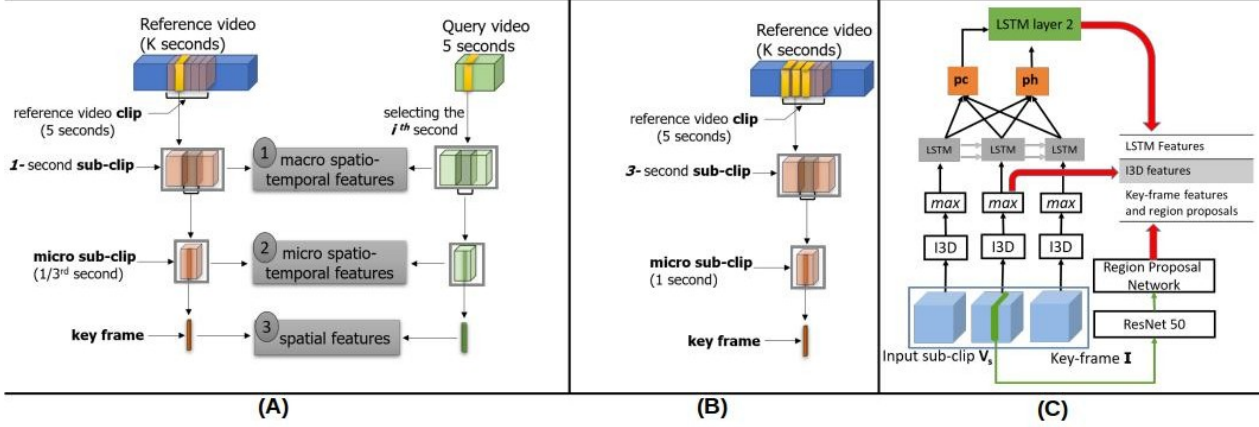 Reference video
(K seconds)
Query video
5 seconds
reference video clip
(5 seconds)
selecting the
i th second
1- second sub-clip
1
macro spatio-
temporal features
micro sub-clip
(1/3rd second)
2
micro spatio-
temporal features
key frame
3
spatial features
(A)
Reference video
(K seconds)
reference video clip
(5 seconds)
3- second sub-clip
micro sub-clip
(1 second)
key frame
(B)
LSTM layer 2
pc
ph
LSTM
LSTM
LSTM
LSTM Features
I3D features
Key-frame features
and region proposals
max
max
max
I3D
I3D
I3D
Region Proposal
Network
ResNet 50
Input sub-clip Vs
Key-frame I
(C)